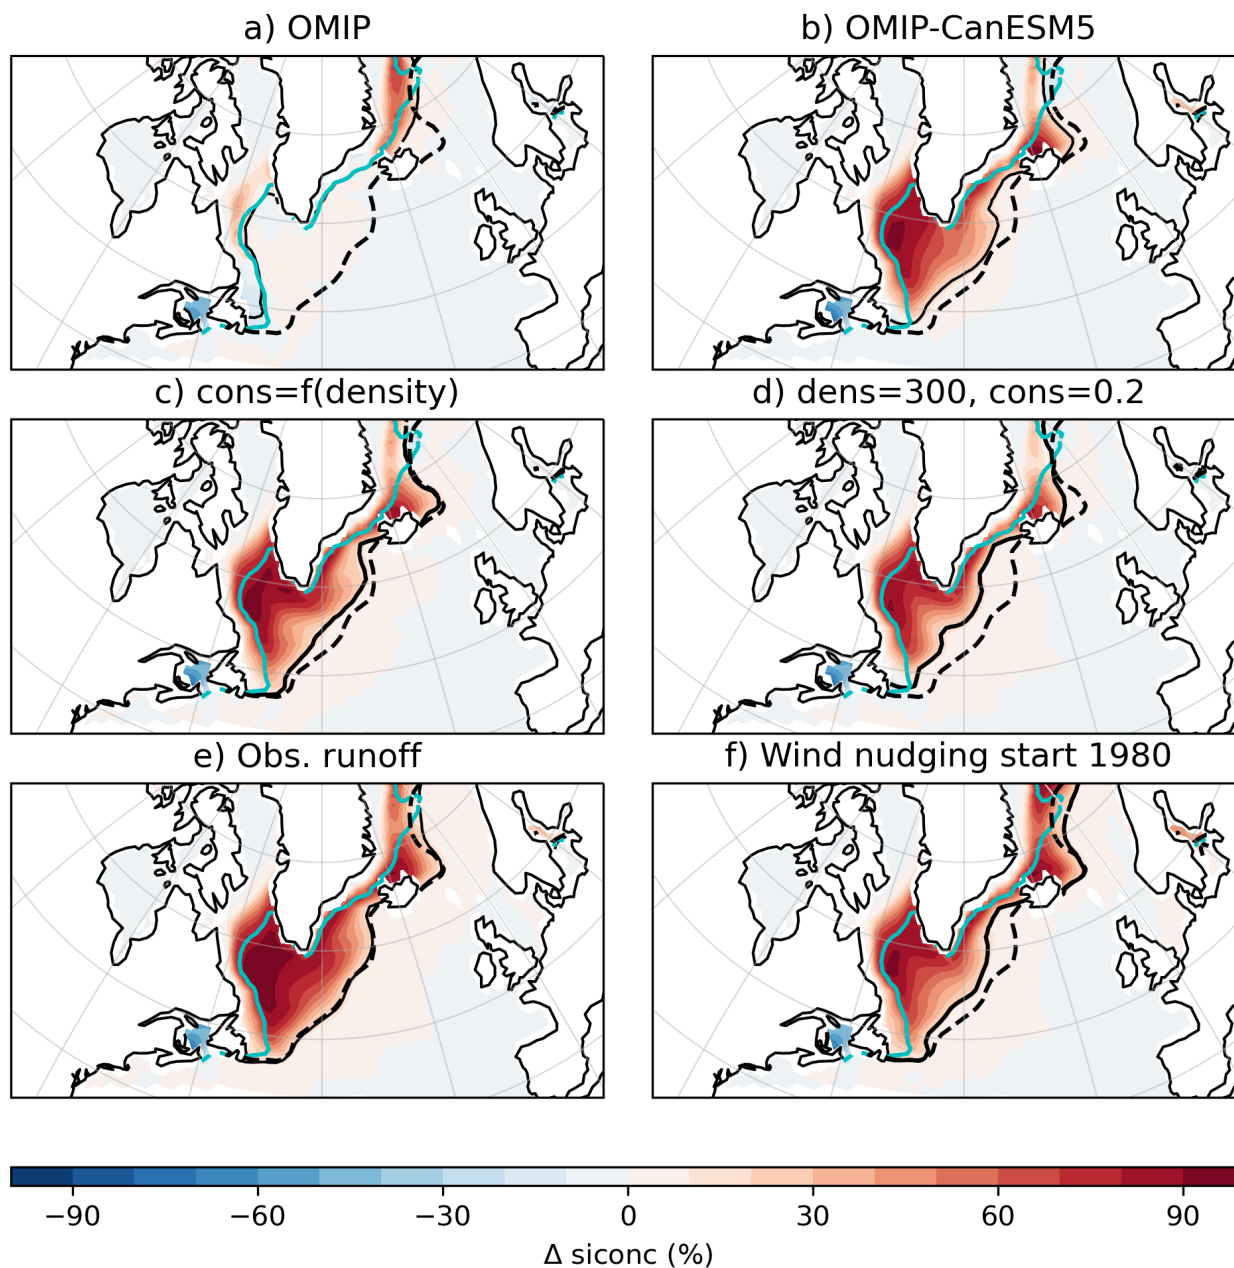 a) OMIP
b) OMIP-CanESM5
c) cons=f(density)
d) dens=300, cons=0.2
e) Obs. runoff
f) Wind nudging start 1980
−90 −60 −30 0 30 60 90
Δ siconc (%)